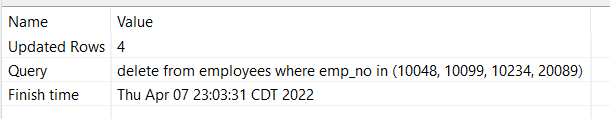 Name Value
Updated Rows 4
Query delete from employees where emp_no in (10048, 10099, 10234, 20089)
Finish time Thu Apr 07 23:03:31 CDT 2022